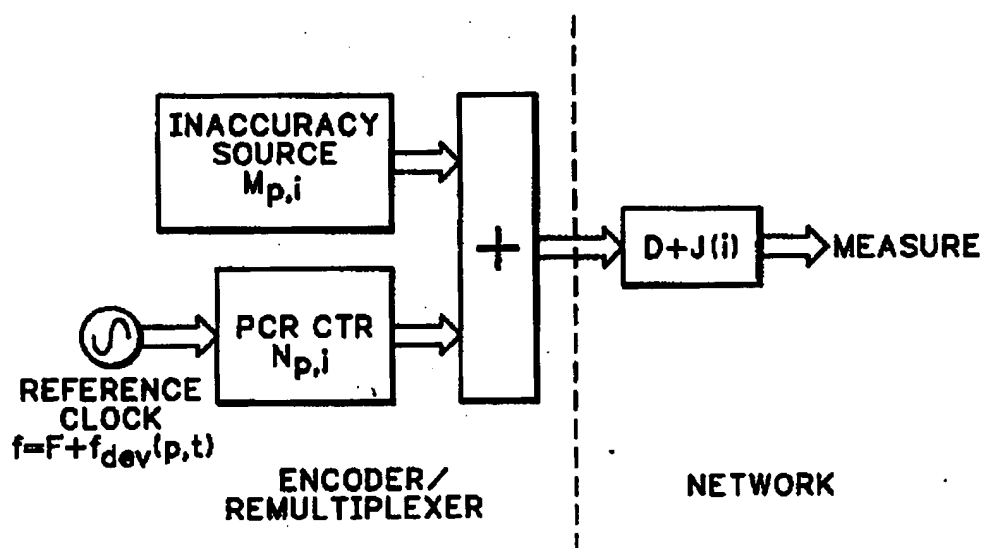 INACCURACY
SOURCE
Mp,i
+
D+J(i)
MEASURE
PCR CTR
Np,i
REFERENCE
CLOCK
f=F+fdev(p,t)
ENCODER/
REMULTIPLEXER
NETWORK